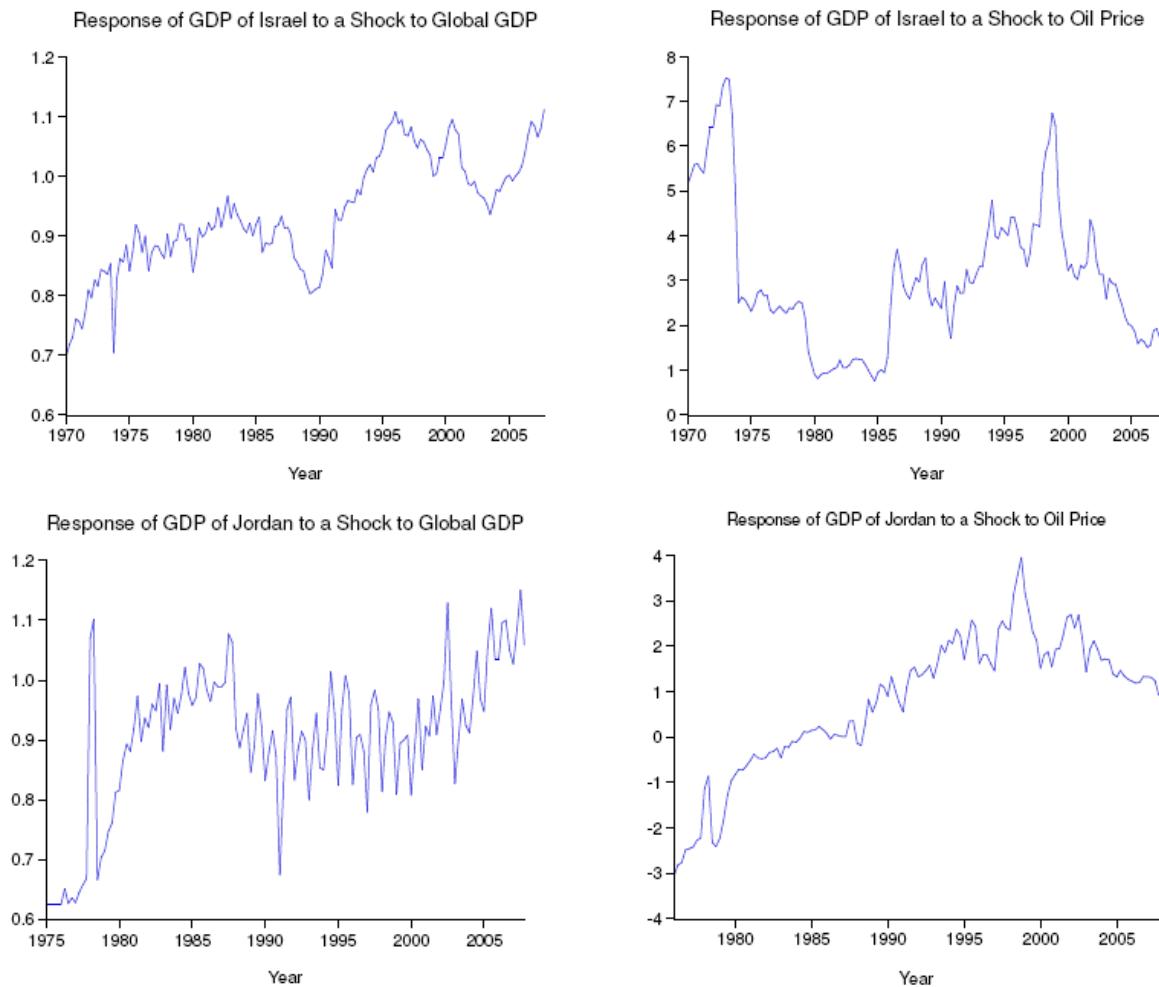 Response of GDP of Israel to a Shock to Global GDP
1.2
1.1
1.0
0.9
0.8
0.7
0.6
1970 1975 1980 1985 1990 1995 2000 2005
Year
Response of GDP of Israel to a Shock to Oil Price
8
7
6
5
4
3
2
1
0
1970 1975 1980 1985 1990 1995 2000 2005
Year
Response of GDP of Jordan to a Shock to Global GDP
1.2
1.1
1.0
0.9
0.8
0.7
0.6
1975 1980 1985 1990 1995 2000 2005
Year
Response of GDP of Jordan to a Shock to Oil Price
4
3
2
1
0
-1
-2
-3
-4
1980 1985 1990 1995 2000 2005
Year